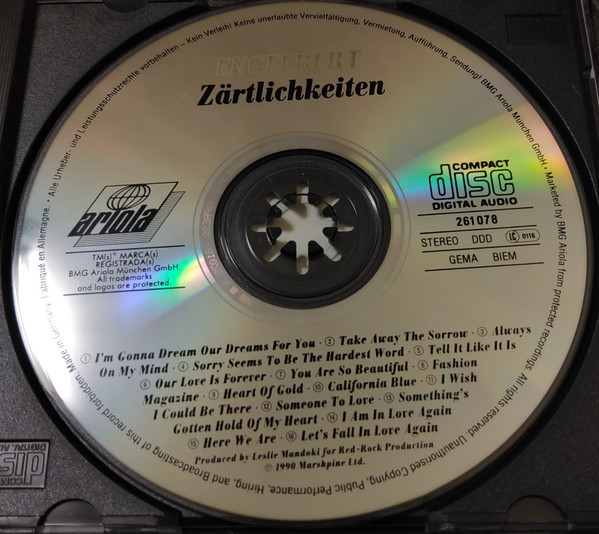 Alle Urheber- und Leistungsschutzrechte vorbehalten – Kein Verleih! Keine unerlaubte Vervielfältigung, Vermietung, Aufführung, Sendung! BMG Ariola München GmbH · Marketed by BMG Ariola from protected recordings. All rights reserved. Unauthorised Copying, Public Performance, Hiring, and Broadcasting of this record forbidden. Made in Germany. Fabriqué en Allemagne. ·
ENGELBERT
Zärtlichkeiten
ariola
TM(s)® MARCA(s)
REGISTRADA(s)
BMG Ariola München GmbH.
All trademarks
and logos are protected.
COMPACT
disc
DIGITAL AUDIO
261078
STEREO DDD LC 0116
GEMA BIEM
① I'm Gonna Dream Our Dreams For You · ② Take Away The Sorrow · ③ Always
On My Mind · ④ Sorry Seems To Be The Hardest Word · ⑤ Tell It Like It Is
⑥ Our Love Is Forever · ⑦ You Are So Beautiful · ⑧ Fashion
Magazine · ⑨ Heart Of Gold · ⑩ California Blue · ⑪ I Wish
I Could Be There · ⑫ Someone To Love · ⑬ Something's
Gotten Hold Of My Heart · ⑭ I Am In Love Again
⑮ Here We Are · ⑯ Let's Fall In Love Again
Produced by Leslie Mandoki for Red-Rock Production
℗ 1990 Marshpine Ltd.
disc